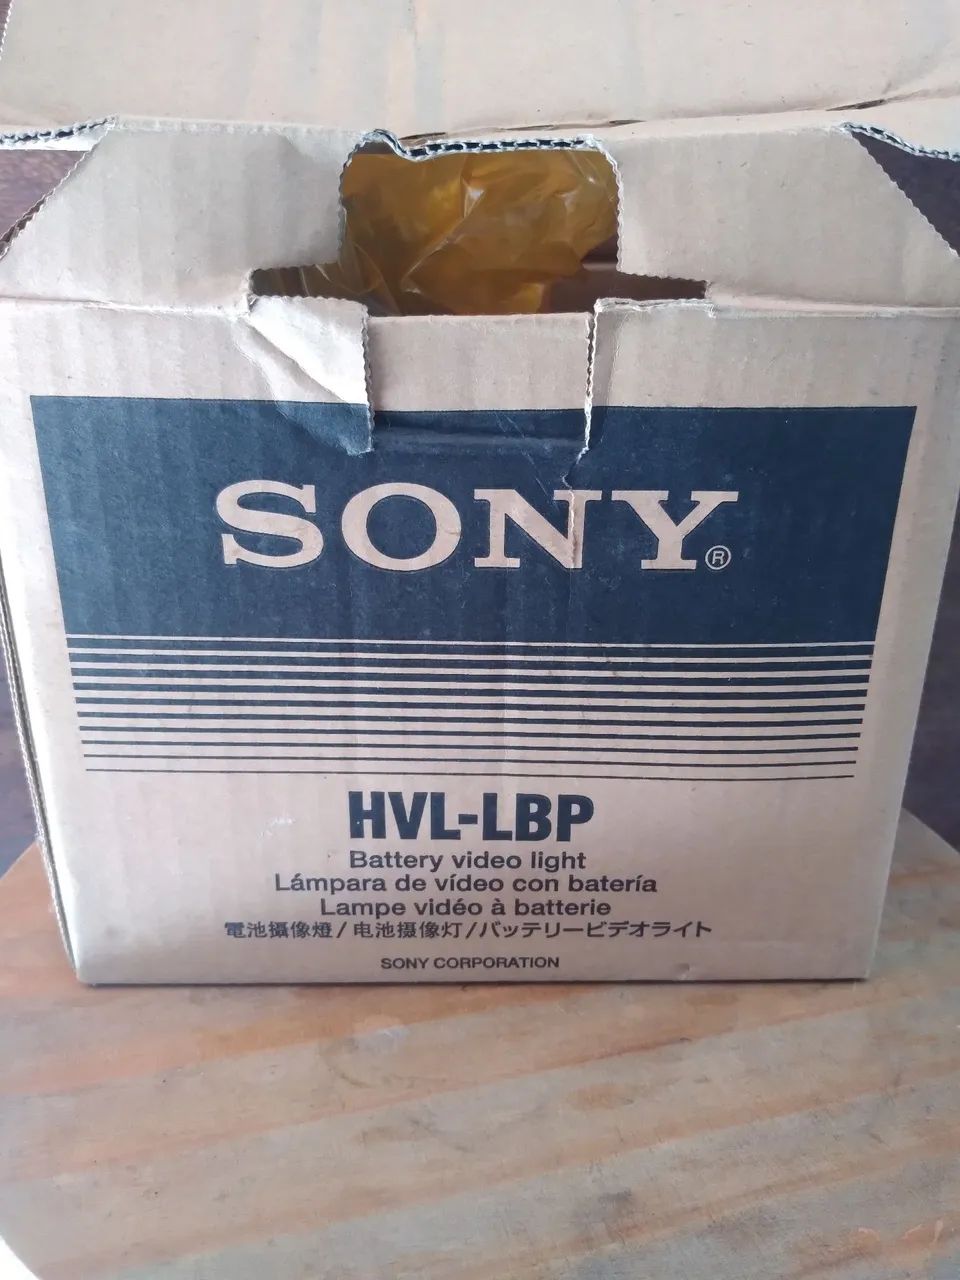 SONY®
HVL-LBP
Battery video light
Lámpara de vídeo con batería
Lampe vidéo à batterie
電池攝像燈/电池摄像灯/バッテリービデオライト
SONY CORPORATION